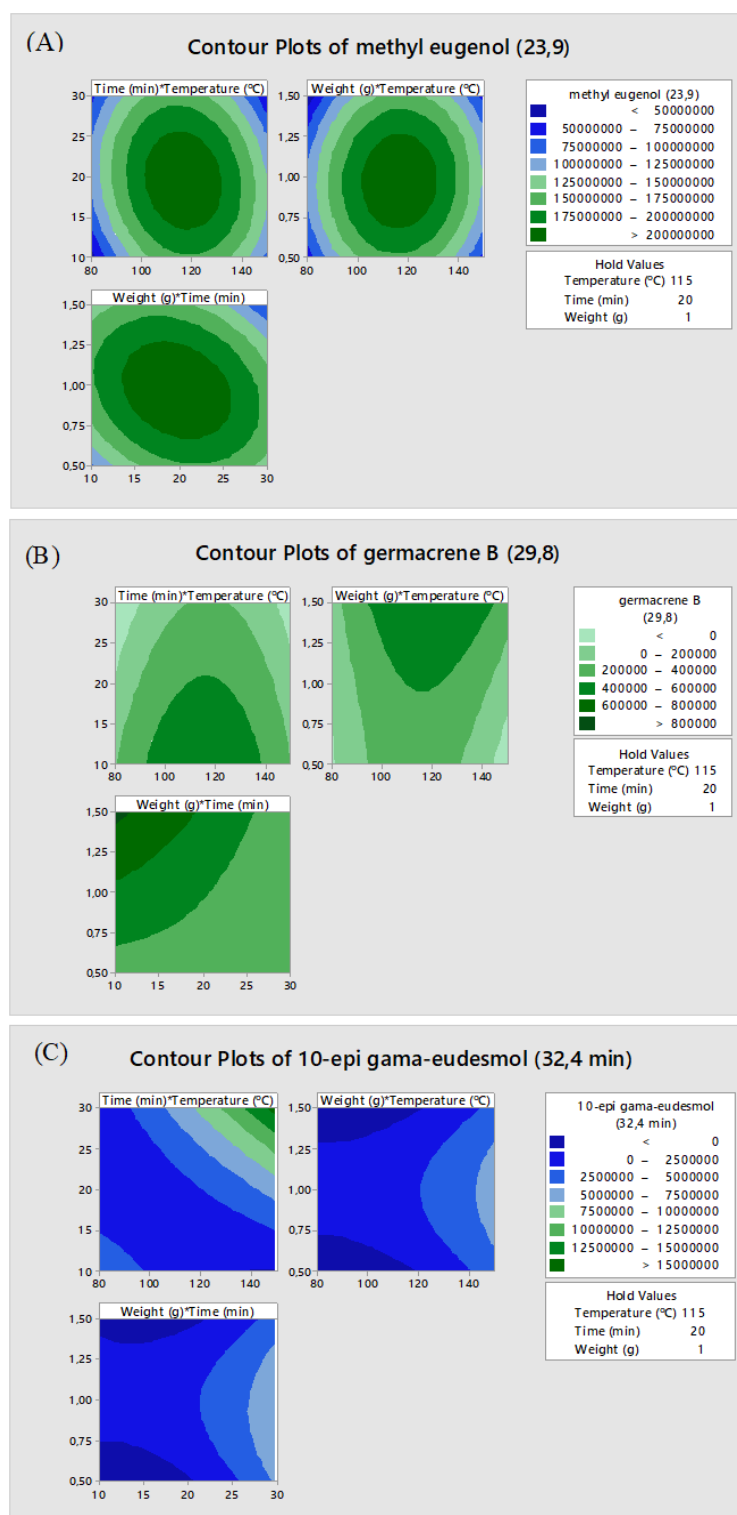 (A)
Contour Plots of methyl eugenol (23,9)
Time (min)*Temperature (°C)
30
25
20
15
10
80 100 120 140
Weight (g)*Temperature (°C)
1,50
1,25
1,00
0,75
0,50
80 100 120 140
methyl eugenol (23,9)
< 50000000
50000000 – 75000000
75000000 – 100000000
100000000 – 125000000
125000000 – 150000000
150000000 – 175000000
175000000 – 200000000
> 200000000
Hold Values
Temperature (°C) 115
Time (min) 20
Weight (g) 1
Weight (g)*Time (min)
1,50
1,25
1,00
0,75
0,50
10 15 20 25 30
(B)
Contour Plots of germacrene B (29,8)
Time (min)*Temperature (°C)
30
25
20
15
10
80 100 120 140
Weight (g)*Temperature (°C)
1,50
1,25
1,00
0,75
0,50
80 100 120 140
germacrene B
(29,8)
< 0
0 – 200000
200000 – 400000
400000 – 600000
600000 – 800000
> 800000
Hold Values
Temperature (°C) 115
Time (min) 20
Weight (g) 1
Weight (g)*Time (min)
1,50
1,25
1,00
0,75
0,50
10 15 20 25 30
(C)
Contour Plots of 10-epi gama-eudesmol (32,4 min)
Time (min)*Temperature (°C)
30
25
20
15
10
80 100 120 140
Weight (g)*Temperature (°C)
1,50
1,25
1,00
0,75
0,50
80 100 120 140
10-epi gama-eudesmol
(32,4 min)
< 0
0 – 2500000
2500000 – 5000000
5000000 – 7500000
7500000 – 10000000
10000000 – 12500000
12500000 – 15000000
> 15000000
Hold Values
Temperature (°C) 115
Time (min) 20
Weight (g) 1
Weight (g)*Time (min)
1,50
1,25
1,00
0,75
0,50
10 15 20 25 30